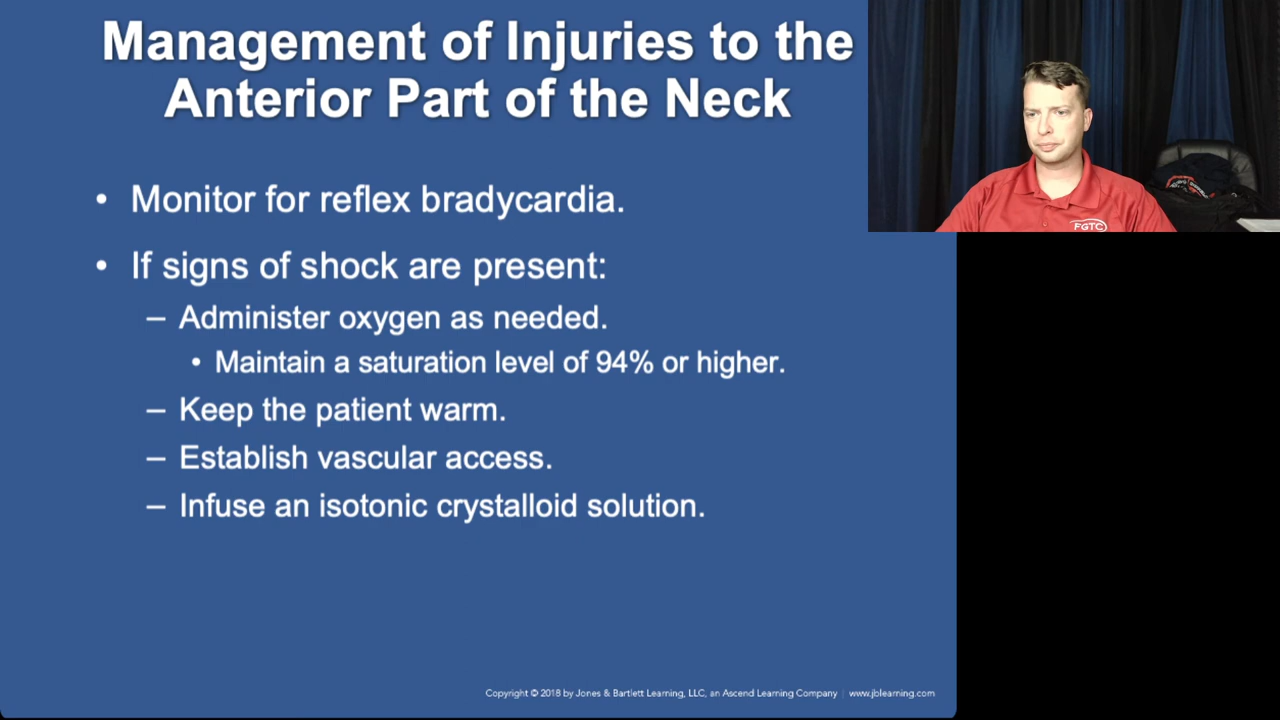 Management of Injuries to the
Anterior Part of the Neck
• Monitor for reflex bradycardia.
• If signs of shock are present:
– Administer oxygen as needed.
• Maintain a saturation level of 94% or higher.
– Keep the patient warm.
– Establish vascular access.
– Infuse an isotonic crystalloid solution.
Copyright © 2018 by Jones & Bartlett Learning, LLC, an Ascend Learning Company | www.jblearning.com
FGTC